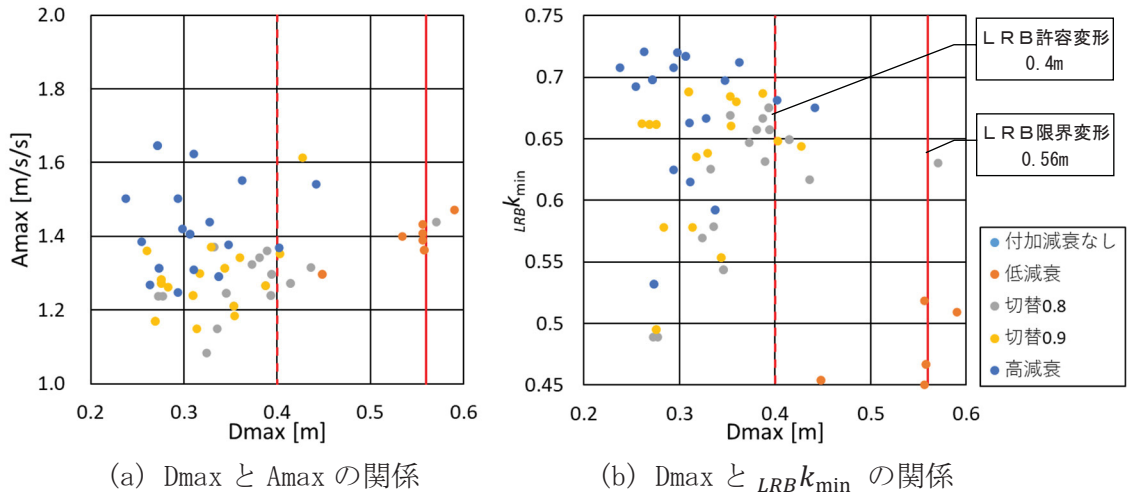 2.0
1.8
1.6
1.4
1.2
1.0
Amax [m/s/s]
0.2 0.3 0.4 0.5 0.6
Dmax [m]
(a) Dmax と Amax の関係
0.75
0.7
0.65
0.6
0.55
0.5
0.45
LRB kmin
0.2 0.3 0.4 0.5 0.6
Dmax [m]
(b) Dmax と LRB kmin の関係
ＬＲＢ許容変形
0.4m
ＬＲＢ限界変形
0.56m
付加減衰なし
低減衰
切替0.8
切替0.9
高減衰